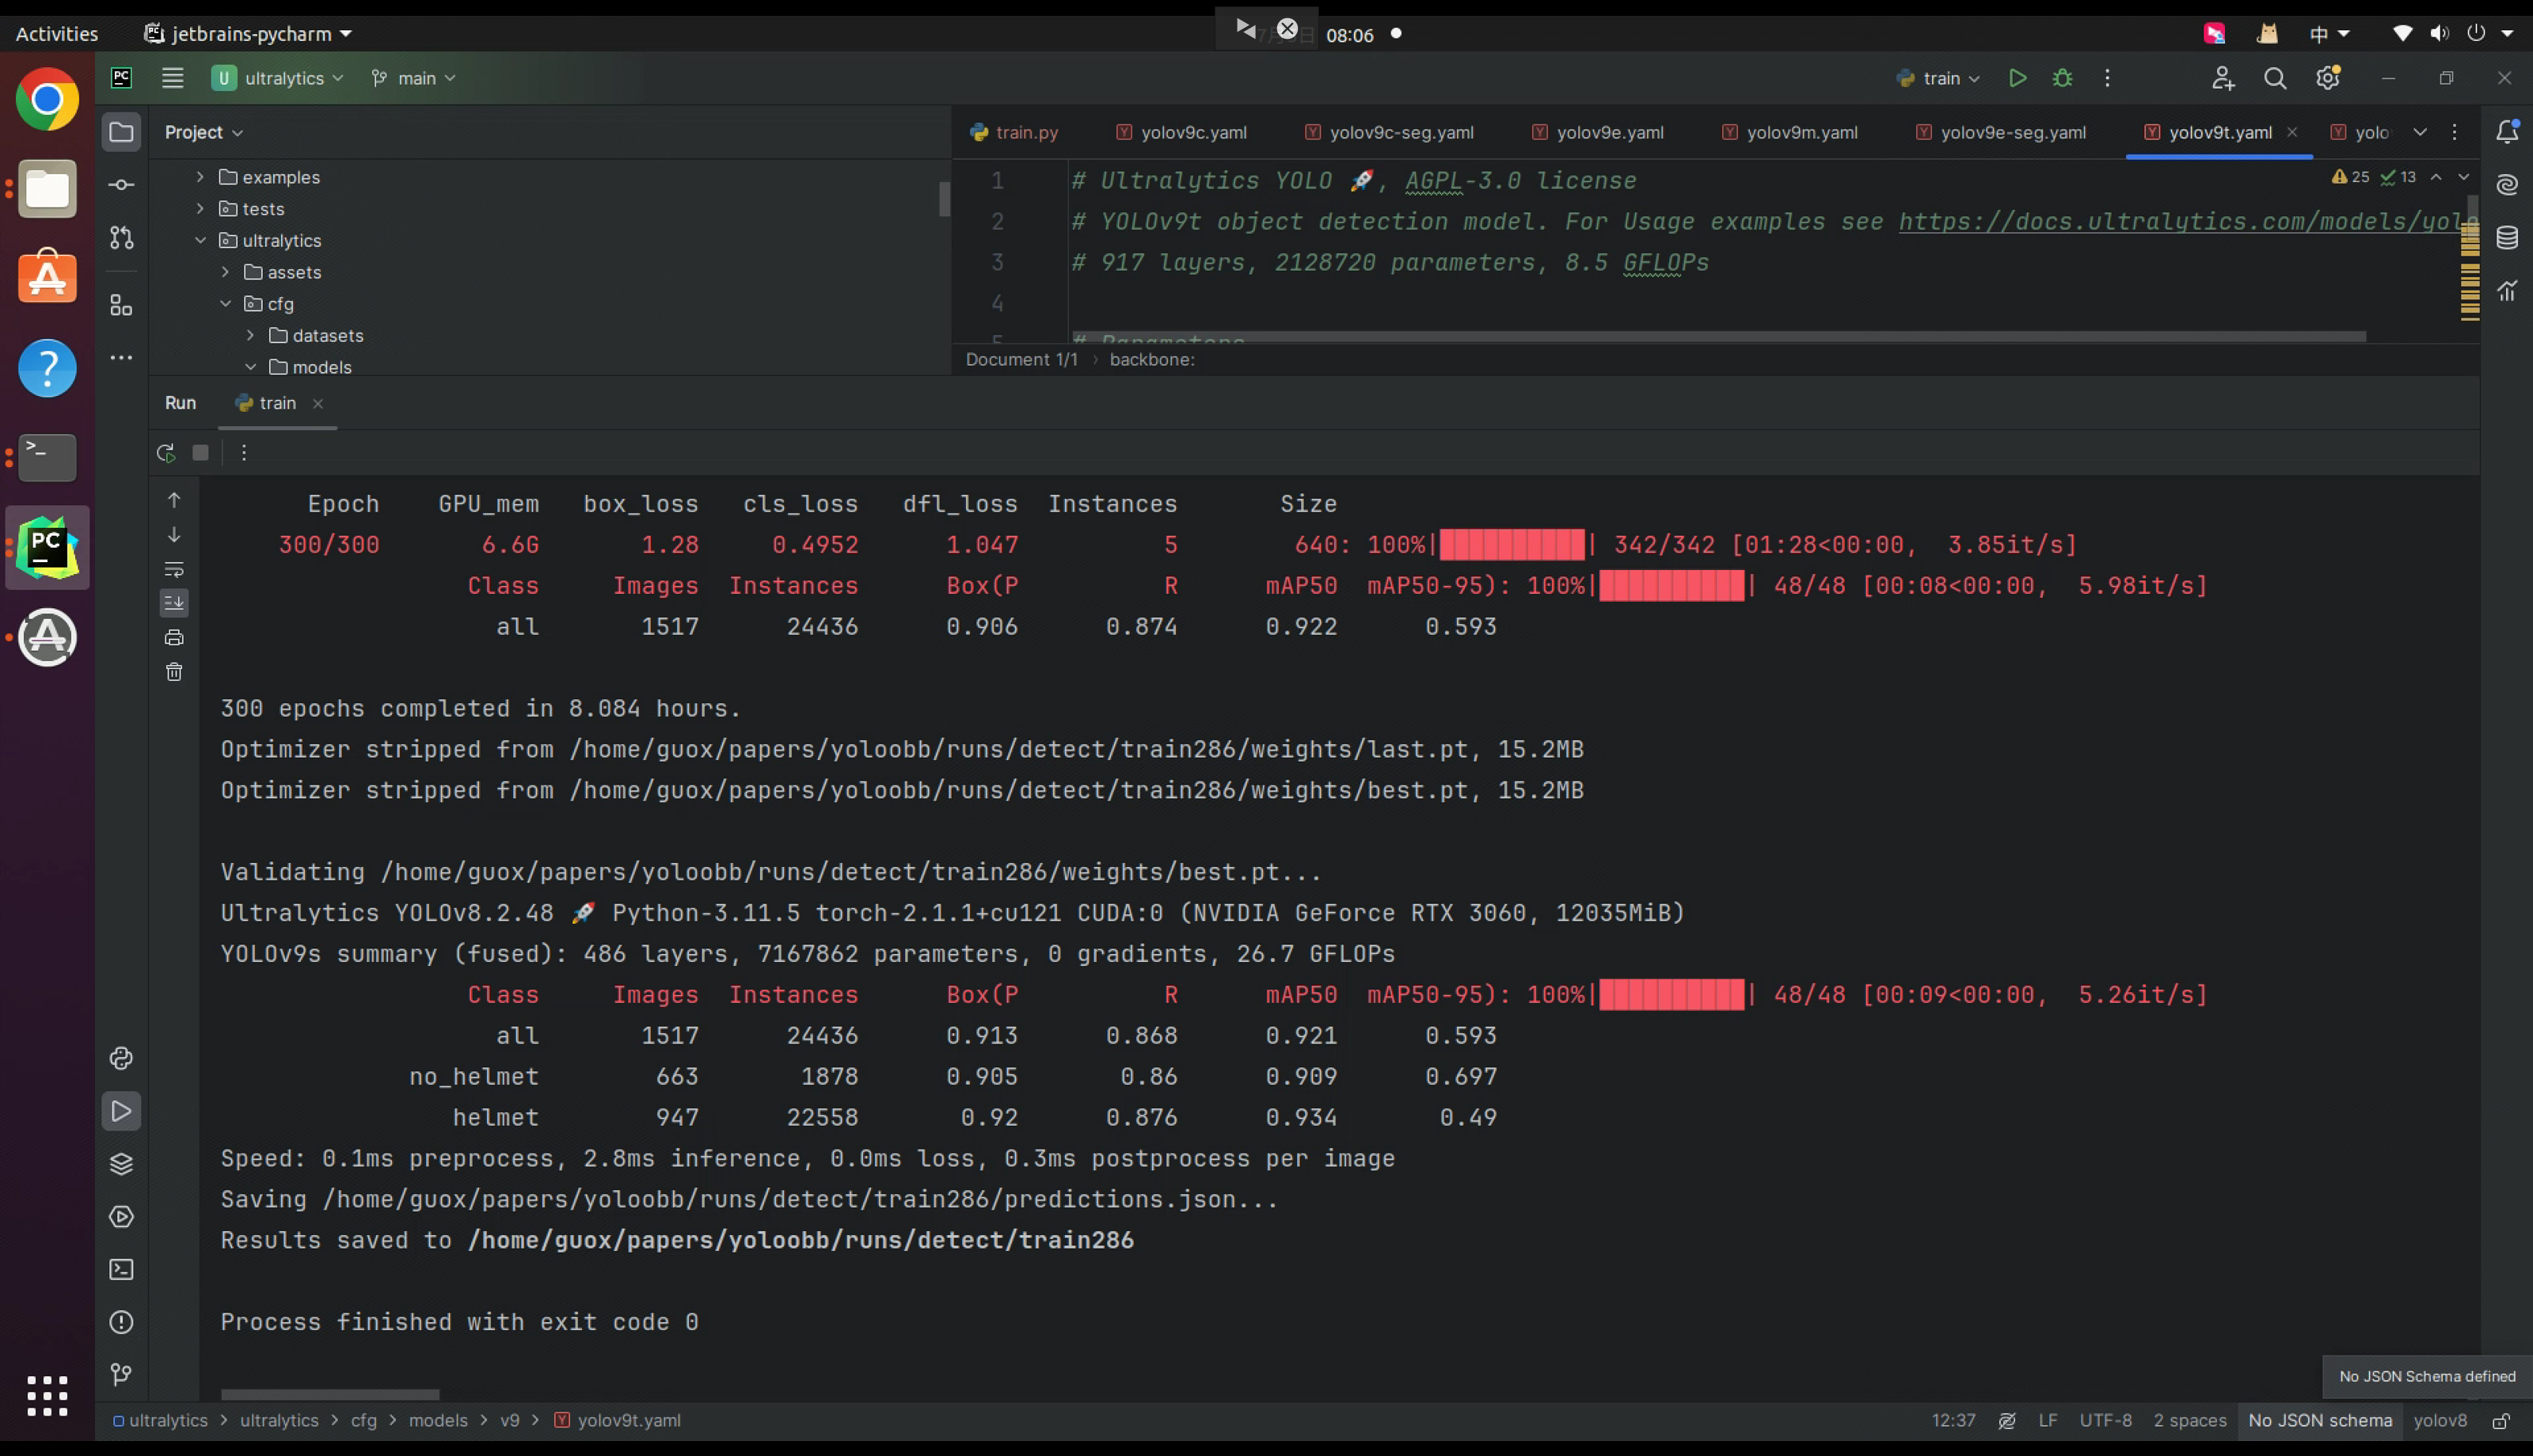 Activities
jetbrains-pycharm
08:06
中
PC
U ultralytics
main
train
Project
train.py
yolov9c.yaml
yolov9c-seg.yaml
yolov9e.yaml
yolov9m.yaml
yolov9e-seg.yaml
yolov9t.yaml
yolo
examples
tests
ultralytics
assets
cfg
datasets
models
25 13
1 # Ultralytics YOLO 🚀, AGPL-3.0 license
2 # YOLOv9t object detection model. For Usage examples see https://docs.ultralytics.com/models/yolo
3 # 917 layers, 2128720 parameters, 8.5 GFLOPs
4
5 # Parameters
Document 1/1 › backbone:
Run
train
Epoch GPU_mem box_loss cls_loss dfl_loss Instances Size
300/300 6.6G 1.28 0.4952 1.047 5 640: 100%|██████████| 342/342 [01:28<00:00, 3.85it/s]
Class Images Instances Box(P R mAP50 mAP50-95): 100%|██████████| 48/48 [00:08<00:00, 5.98it/s]
all 1517 24436 0.906 0.874 0.922 0.593
300 epochs completed in 8.084 hours.
Optimizer stripped from /home/guox/papers/yoloobb/runs/detect/train286/weights/last.pt, 15.2MB
Optimizer stripped from /home/guox/papers/yoloobb/runs/detect/train286/weights/best.pt, 15.2MB
Validating /home/guox/papers/yoloobb/runs/detect/train286/weights/best.pt...
Ultralytics YOLOv8.2.48 🚀 Python-3.11.5 torch-2.1.1+cu121 CUDA:0 (NVIDIA GeForce RTX 3060, 12035MiB)
YOLOv9s summary (fused): 486 layers, 7167862 parameters, 0 gradients, 26.7 GFLOPs
Class Images Instances Box(P R mAP50 mAP50-95): 100%|██████████| 48/48 [00:09<00:00, 5.26it/s]
all 1517 24436 0.913 0.868 0.921 0.593
no_helmet 663 1878 0.905 0.86 0.909 0.697
helmet 947 22558 0.92 0.876 0.934 0.49
Speed: 0.1ms preprocess, 2.8ms inference, 0.0ms loss, 0.3ms postprocess per image
Saving /home/guox/papers/yoloobb/runs/detect/train286/predictions.json...
Results saved to /home/guox/papers/yoloobb/runs/detect/train286
Process finished with exit code 0
No JSON Schema defined
ultralytics › ultralytics › cfg › models › v9 › yolov9t.yaml
12:37 LF UTF-8 2 spaces No JSON schema yolov8